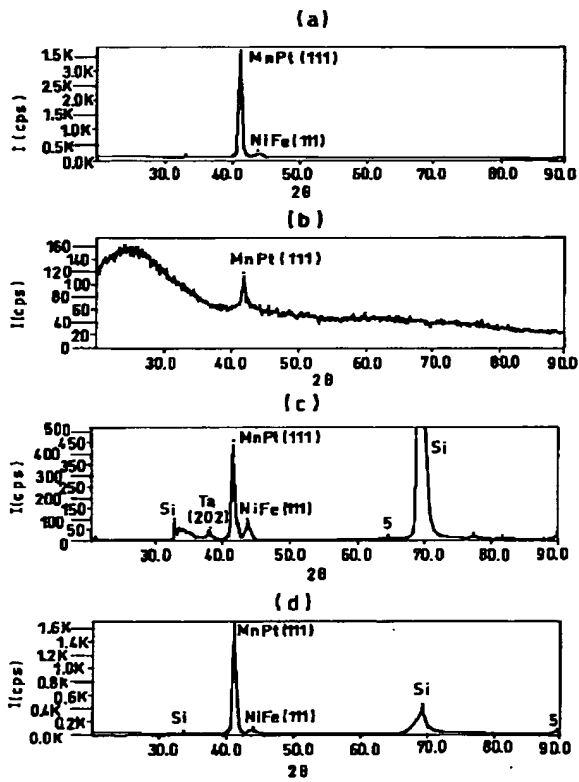 (a)
MnPt (111)
NiFe (111)
I (cps)
1.5K
3.0K
2.5K
1.5K
1.0K
0.5K
0.0K
30.0 40.0 50.0 60.0 70.0 80.0 90.0
2θ
(b)
MnPt (111)
I(cps)
160
120
100
80
60
40
20
0
30.0 40.0 50.0 60.0 70.0 80.0 90.0
2θ
(c)
MnPt (111)
Si
Ta
(202)
NiFe (111)
Si
5
I (cps)
500
450
400
350
300
250
200
150
100
50
0
30.0 40.0 50.0 60.0 70.0 80.0 90.0
2θ
(d)
MnPt (111)
Si
NiFe (111)
Si
5
I(cps)
1.6K
1.4K
1.2K
1.0K
0.8K
0.6K
0.4K
0.2K
0.0K
30.0 40.0 50.0 60.0 70.0 80.0 90.0
2θ